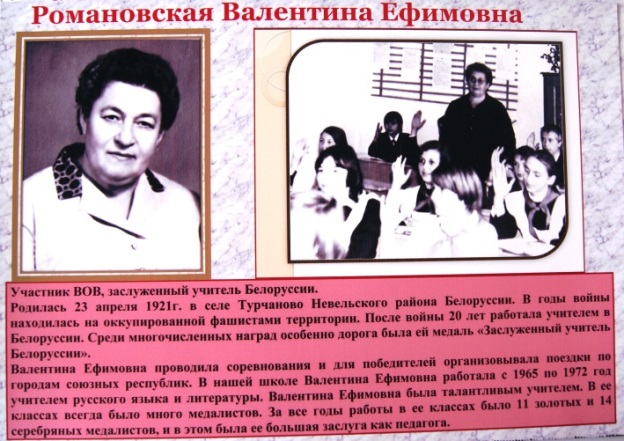 Романовская Валентина Ефимовна
Участник ВОВ, заслуженный учитель Белоруссии.
Родилась 23 апреля 1921г. в селе Турчаново Невельского района Белоруссии. В годы войны
находилась на оккупированной фашистами территории. После войны 20 лет работала учителем в
Белоруссии. Среди многочисленных наград особенно дорога была ей медаль «Заслуженный учитель
Белоруссии».
Валентина Ефимовна проводила соревнования и для победителей организовывала поездки по
городам союзных республик. В нашей школе Валентина Ефимовна работала с 1965 по 1972 год
учителем русского языка и литературы. Валентина Ефимовна была талантливым учителем. В ее
классах всегда было много медалистов. За все годы работы в ее классах было 11 золотых и 14
серебряных медалистов, и в этом была ее большая заслуга как педагога.